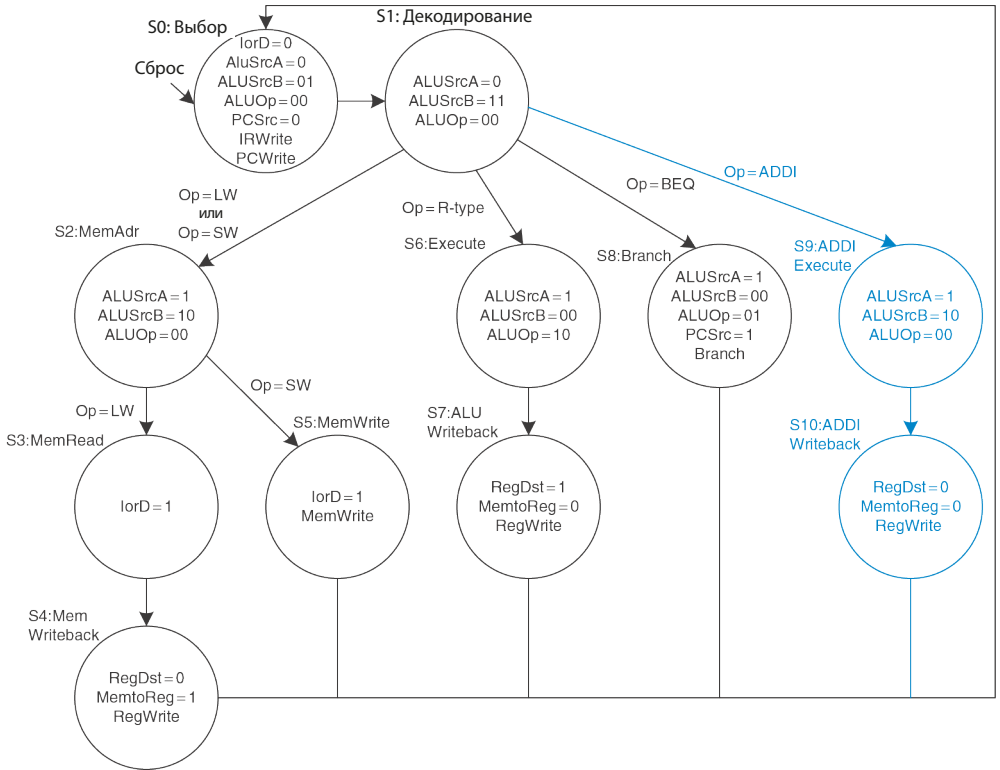 S0: Выбор
Сброс
IorD=0
AluSrcA=0
ALUSrcB=01
ALUOp=00
PCSrc=0
IRWrite
PCWrite
S1: Декодирование
ALUSrcA=0
ALUSrcB=11
ALUOp=00
Op=LW
или
Op=SW
Op=R-type
Op=BEQ
Op=ADDI
S2:MemAdr
ALUSrcA=1
ALUSrcB=10
ALUOp=00
S6:Execute
ALUSrcA=1
ALUSrcB=00
ALUOp=10
S8:Branch
ALUSrcA=1
ALUSrcB=00
ALUOp=01
PCSrc=1
Branch
S9:ADDI
Execute
ALUSrcA=1
ALUSrcB=10
ALUOp=00
Op=LW
Op=SW
S3:MemRead
IorD=1
S5:MemWrite
IorD=1
MemWrite
S7:ALU
Writeback
RegDst=1
MemtoReg=0
RegWrite
S10:ADDI
Writeback
RegDst=0
MemtoReg=0
RegWrite
S4:Mem
Writeback
RegDst=0
MemtoReg=1
RegWrite